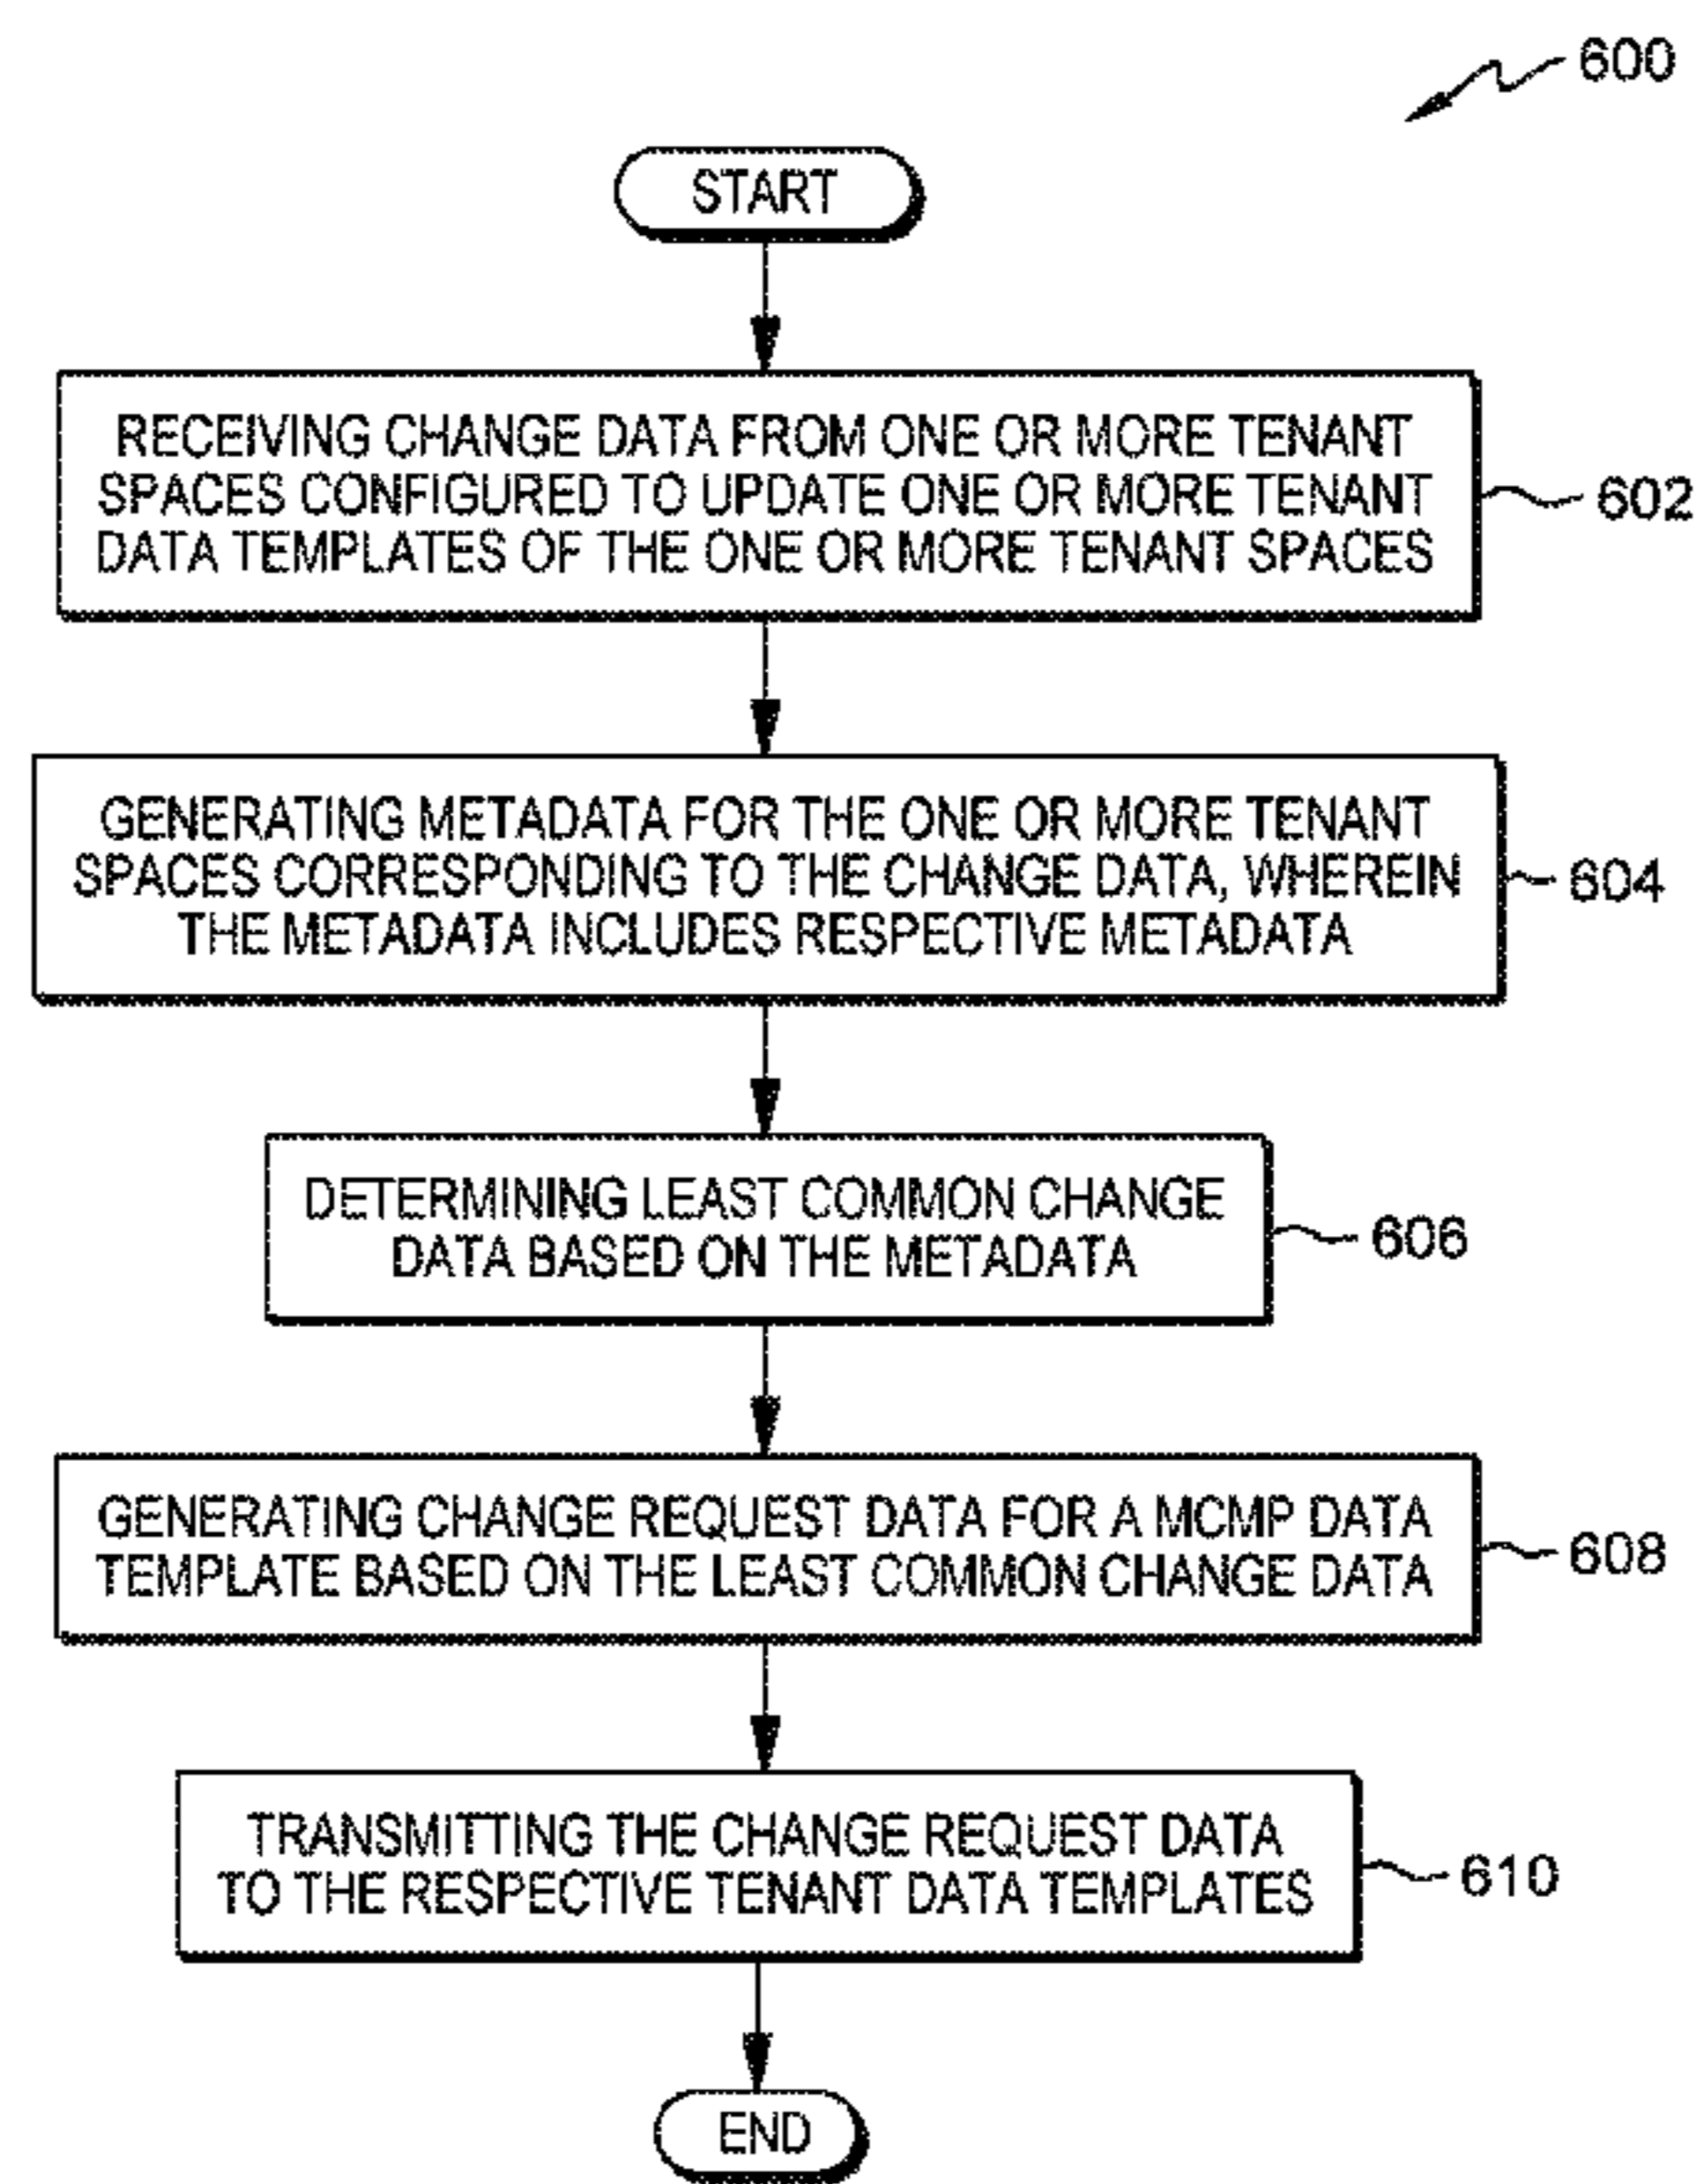 600
START
RECEIVING CHANGE DATA FROM ONE OR MORE TENANT
SPACES CONFIGURED TO UPDATE ONE OR MORE TENANT
DATA TEMPLATES OF THE ONE OR MORE TENANT SPACES
602
GENERATING METADATA FOR THE ONE OR MORE TENANT
SPACES CORRESPONDING TO THE CHANGE DATA, WHEREIN
THE METADATA INCLUDES RESPECTIVE METADATA
604
DETERMINING LEAST COMMON CHANGE
DATA BASED ON THE METADATA
606
GENERATING CHANGE REQUEST DATA FOR A MCMP DATA
TEMPLATE BASED ON THE LEAST COMMON CHANGE DATA
608
TRANSMITTING THE CHANGE REQUEST DATA
TO THE RESPECTIVE TENANT DATA TEMPLATES
610
END